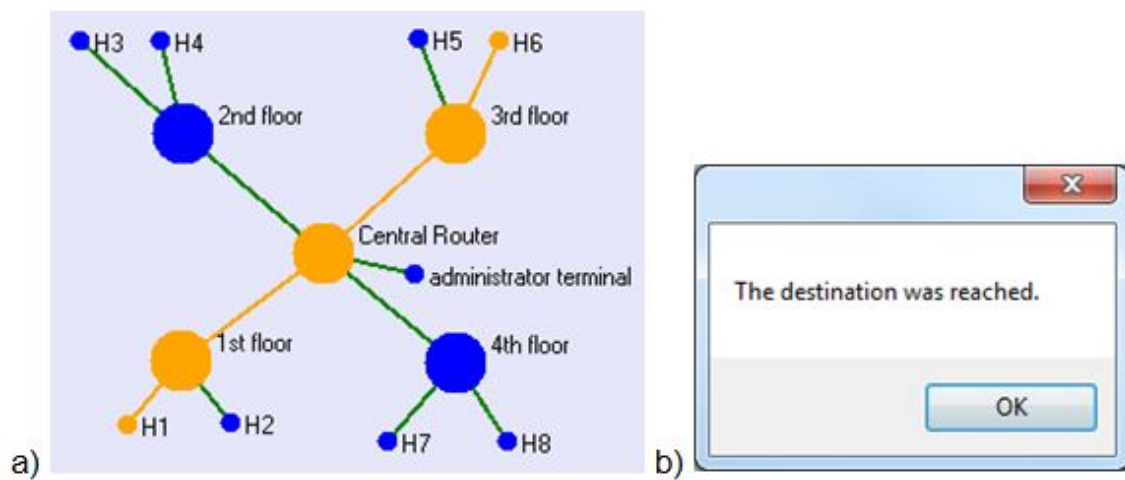 H3
H4
H5
H6
2nd floor
3rd floor
Central Router
administrator terminal
1st floor
4th floor
H1
H2
H7
H8
a)
x
The destination was reached.
OK
b)